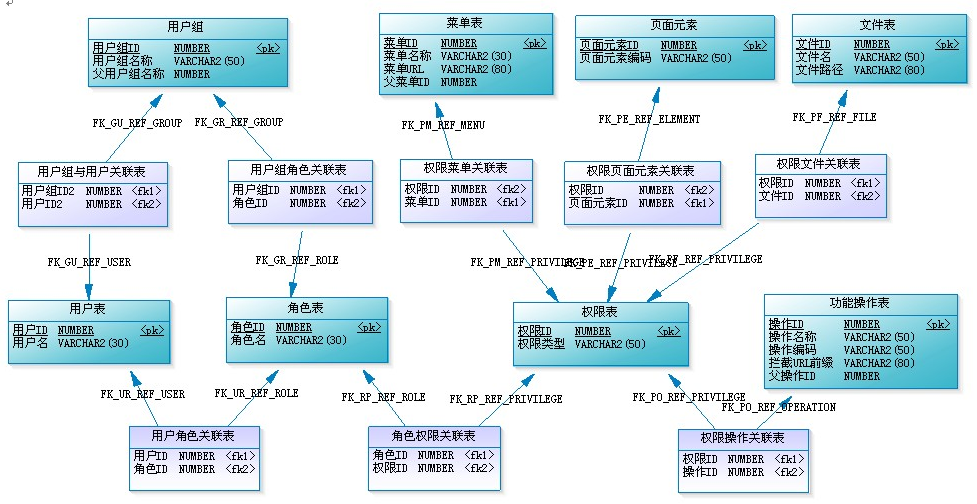 用户组
用户组ID NUMBER <pk>
用户组名称 VARCHAR2(50)
父用户组名称 NUMBER
菜单表
菜单ID NUMBER <pk>
菜单名称 VARCHAR2(30)
菜单URL VARCHAR2(80)
父菜单ID NUMBER
页面元素
页面元素ID NUMBER <pk>
页面元素编码 VARCHAR2(50)
文件表
文件ID NUMBER <pk>
文件名 VARCHAR2(50)
文件路径 VARCHAR2(80)
FK_GU_REF_GROUP
FK_GR_REF_GROUP
FK_PM_REF_MENU
FK_PE_REF_ELEMENT
FK_PF_REF_FILE
用户组与用户关联表
用户组ID2 NUMBER <fk1>
用户ID2 NUMBER <fk2>
用户组角色关联表
用户组ID NUMBER <fk1>
角色ID NUMBER <fk2>
权限菜单关联表
权限ID NUMBER <fk2>
菜单ID NUMBER <fk1>
权限页面元素关联表
权限ID NUMBER <fk2>
页面元素ID NUMBER <fk1>
权限文件关联表
权限ID NUMBER <fk1>
文件ID NUMBER <fk2>
FK_GU_REF_USER
FK_GR_REF_ROLE
FK_PM_REF_PRIVILEGE
FK_PE_REF_PRIVILEGE
FK_PF_REF_PRIVILEGE
用户表
用户ID NUMBER <pk>
用户名 VARCHAR2(30)
角色表
角色ID NUMBER <pk>
角色名 VARCHAR2(30)
权限表
权限ID NUMBER <pk>
权限类型 VARCHAR2(50)
功能操作表
操作ID NUMBER <pk>
操作名称 VARCHAR2(50)
操作编码 VARCHAR2(50)
拦截URL前缀 VARCHAR2(80)
父操作ID NUMBER
FK_UR_REF_USER
FK_UR_REF_ROLE
FK_RP_REF_ROLE
FK_RP_REF_PRIVILEGE
FK_PO_REF_PRIVILEGE
FK_PO_REF_OPERATION
用户角色关联表
用户ID NUMBER <fk1>
角色ID NUMBER <fk2>
角色权限关联表
角色ID NUMBER <fk1>
权限ID NUMBER <fk2>
权限操作关联表
权限ID NUMBER <fk1>
操作ID NUMBER <fk2>